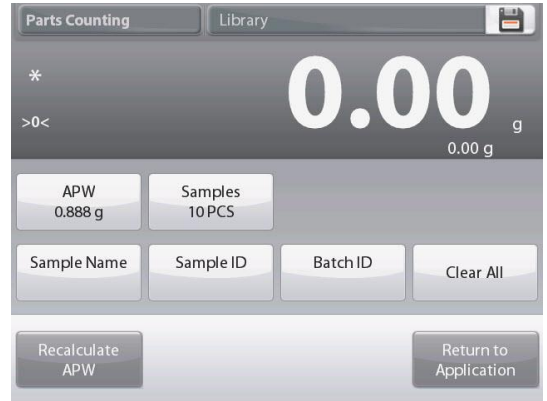 Parts Counting
Library
*
0.00 g
>0<
0.00 g
APW
0.888 g
Samples
10 PCS
Sample Name
Sample ID
Batch ID
Clear All
Recalculate
APW
Return to
Application